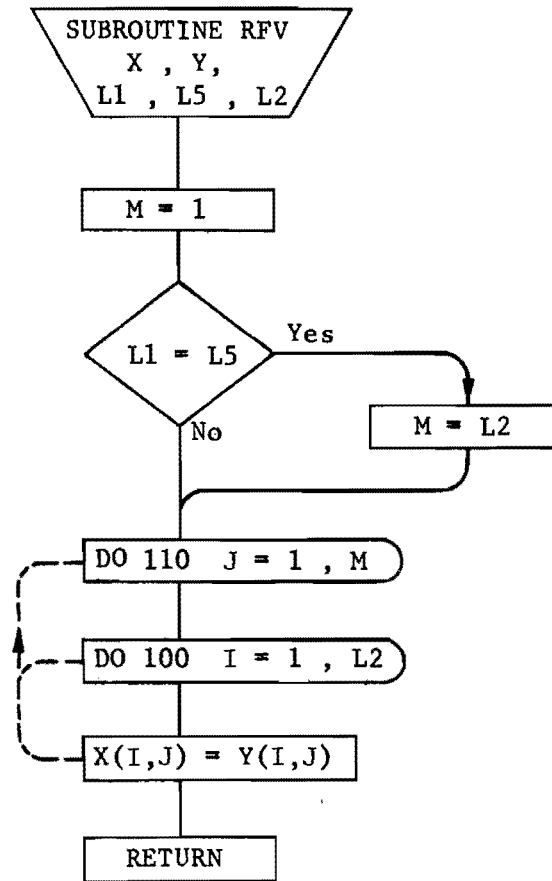 SUBROUTINE RFV
X , Y,
L1 , L5 , L2
M = 1
L1 = L5
Yes
No
M = L2
DO 110 J = 1 , M
DO 100 I = 1 , L2
X(I,J) = Y(I,J)
RETURN